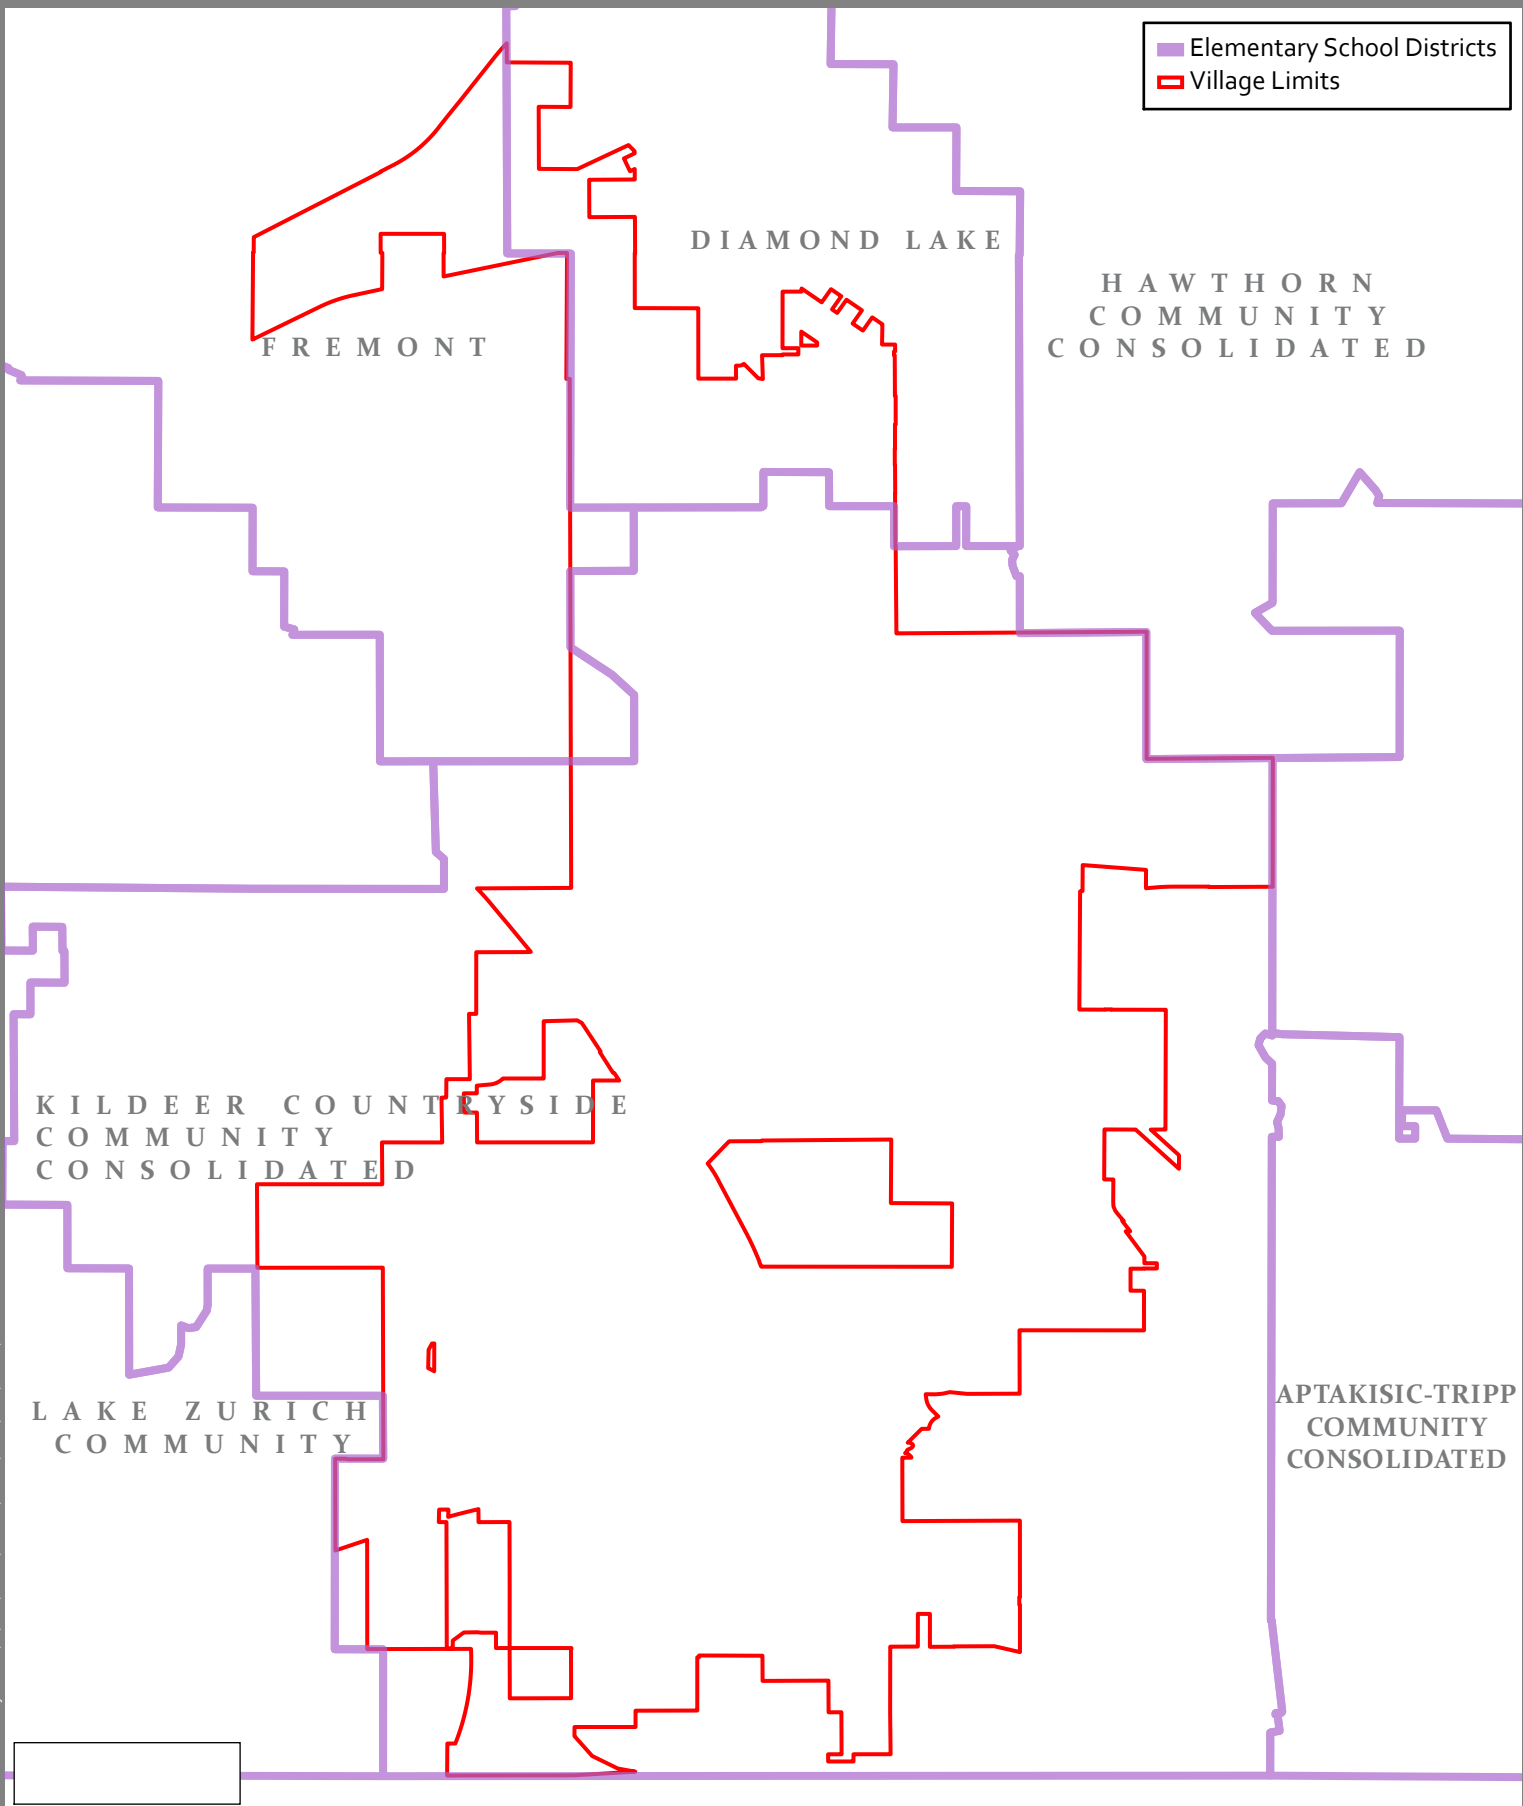 Elementary School Districts
Village Limits
DIAMOND LAKE
HAWTHORN
COMMUNITY
CONSOLIDATED
FREMONT
KILDEER COUNTRYSIDE
COMMUNITY
CONSOLIDATED
LAKE ZURICH
COMMUNITY
APTAKISIC-TRIPP
COMMUNITY
CONSOLIDATED